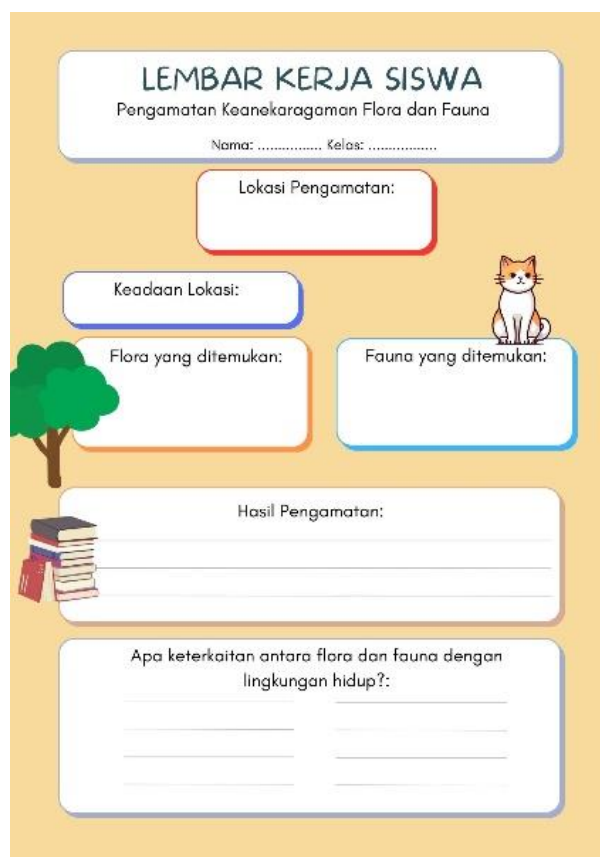 LEMBAR KERJA SISWA
Pengamatan Keanekaragaman Flora dan Fauna
Nama: ............... Kelas: ................
Lokasi Pengamatan:
Keadaan Lokasi:
Flora yang ditemukan:
Fauna yang ditemukan:
Hasil Pengamatan:
Apa keterkaitan antara flora dan fauna dengan
lingkungan hidup?: